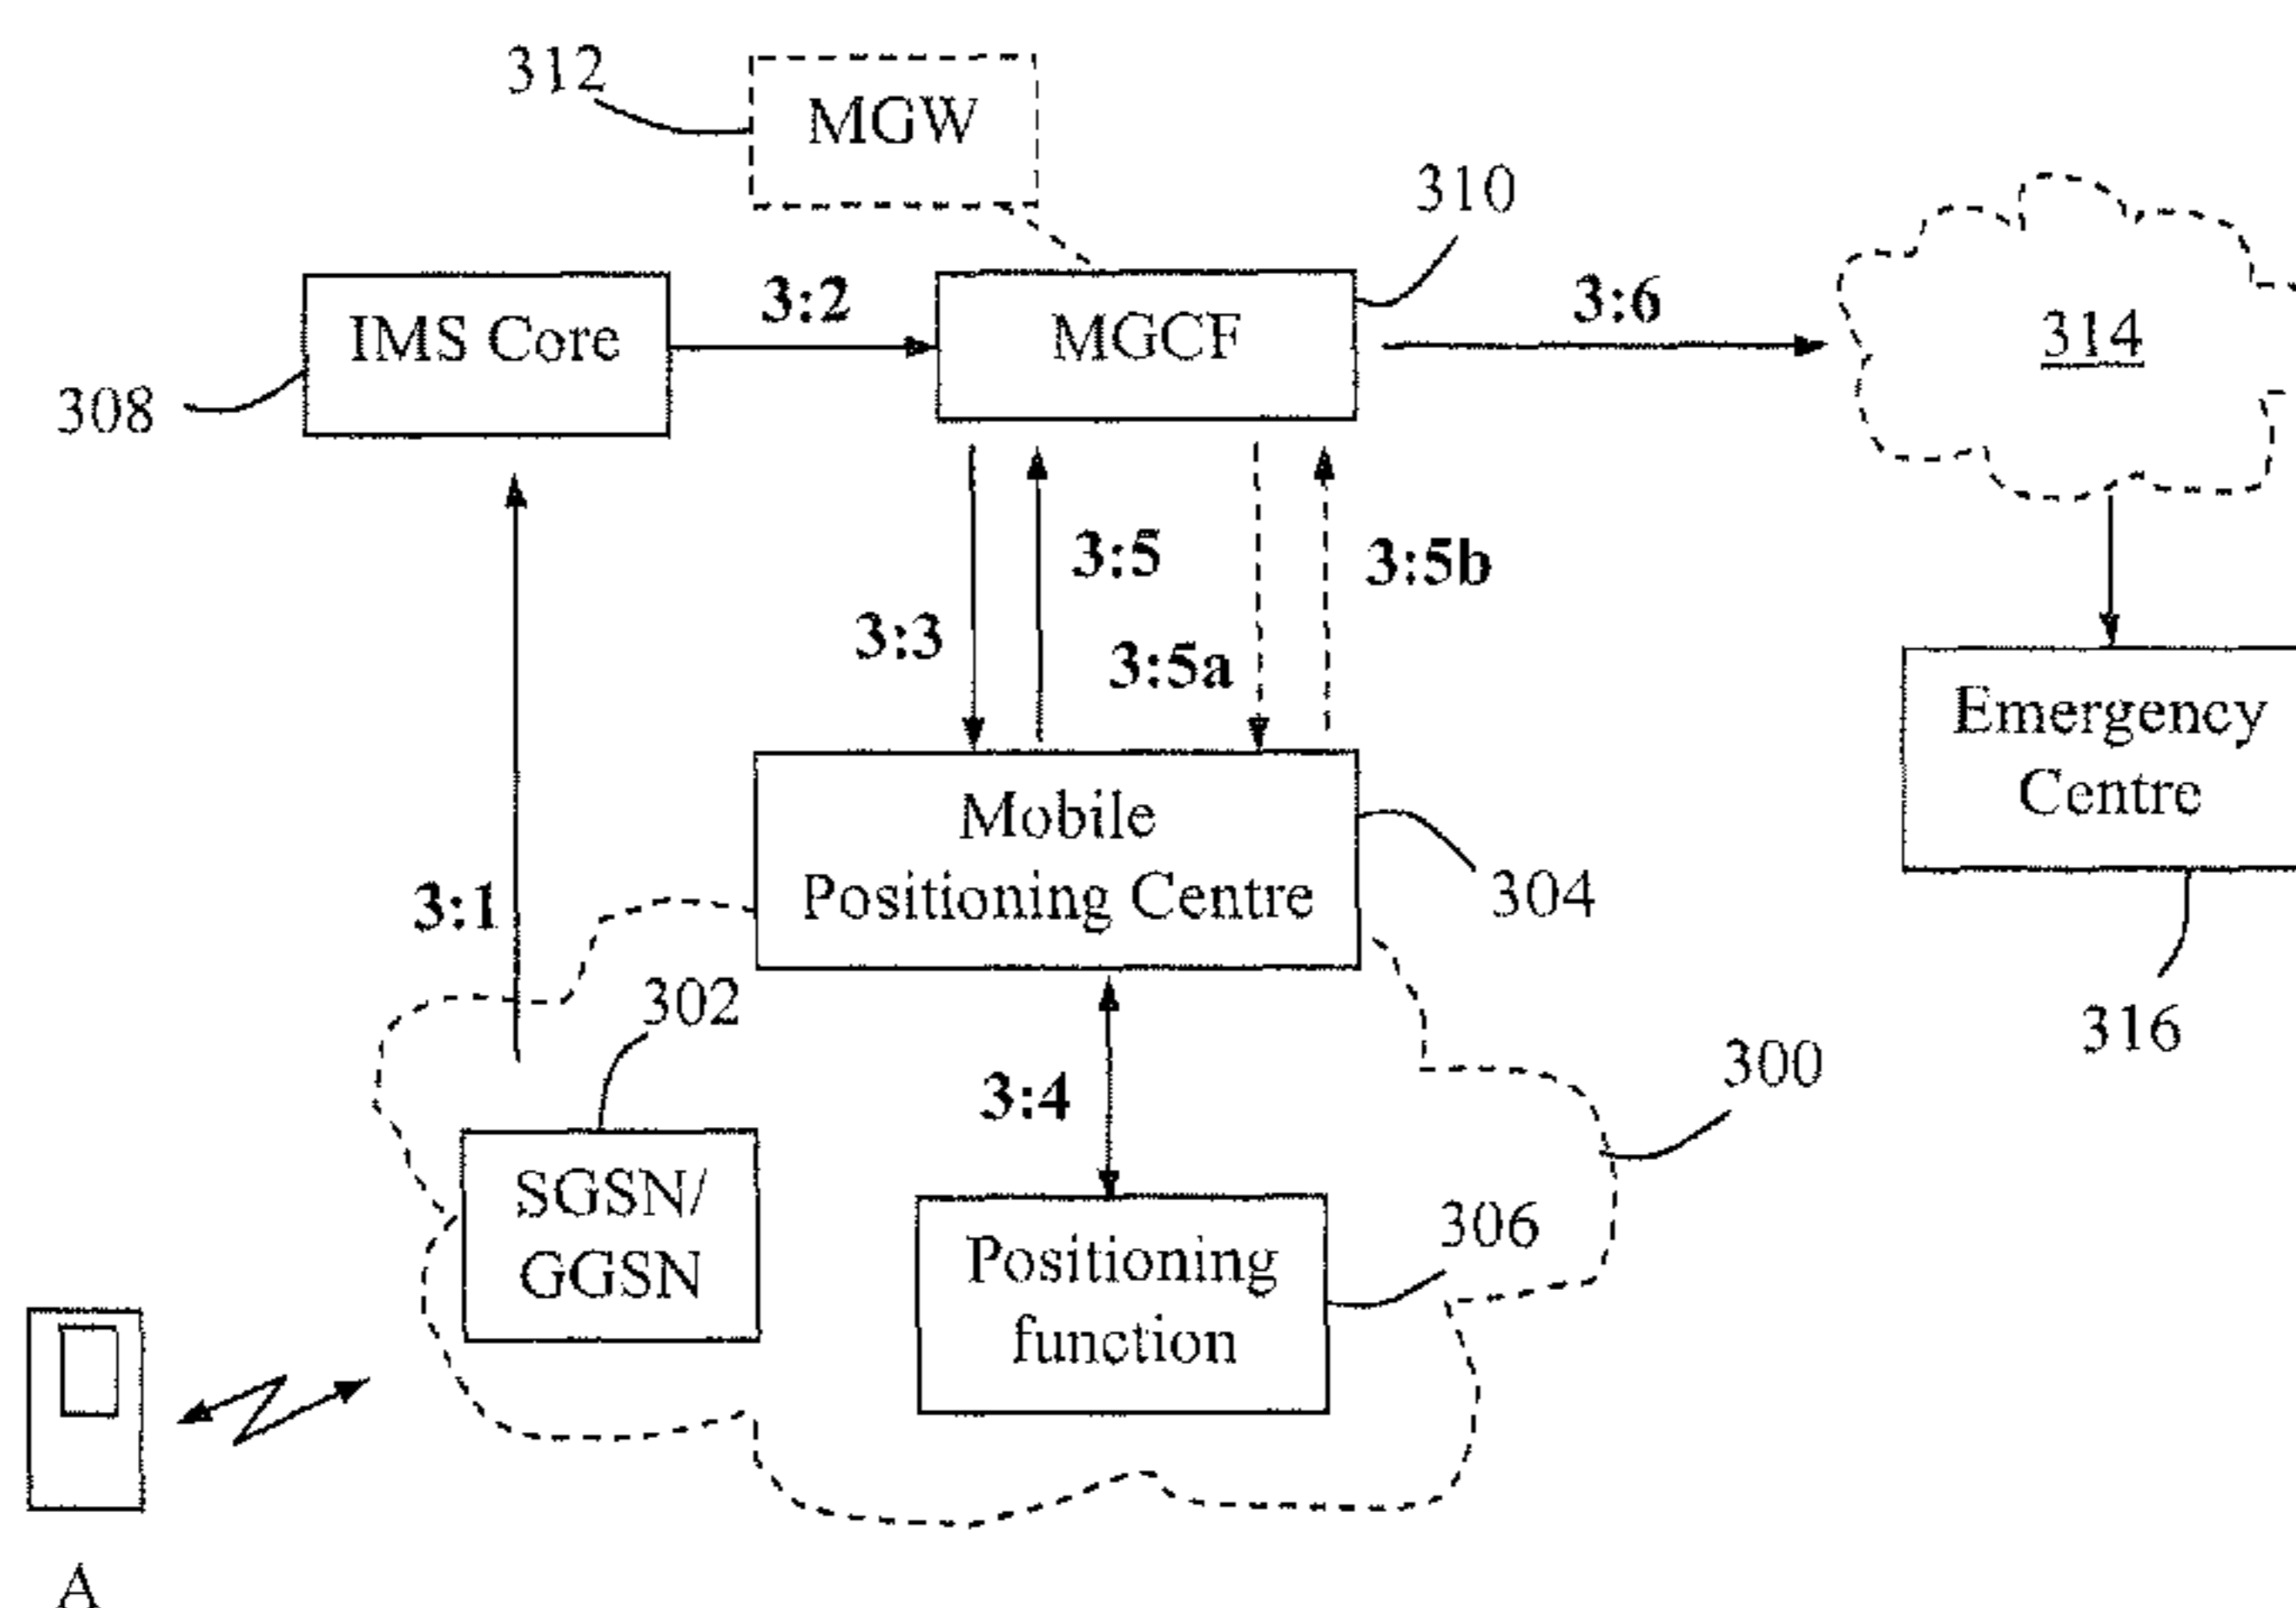 312
MGW
310
IMS Core
3:2
MGCF
3:6
314
308
3:5
3:5b
3:3
3:5a
Emergency
Centre
Mobile
Positioning Centre
304
3:1
302
316
300
3:4
SGSN/
GGSN
306
Positioning
function
A